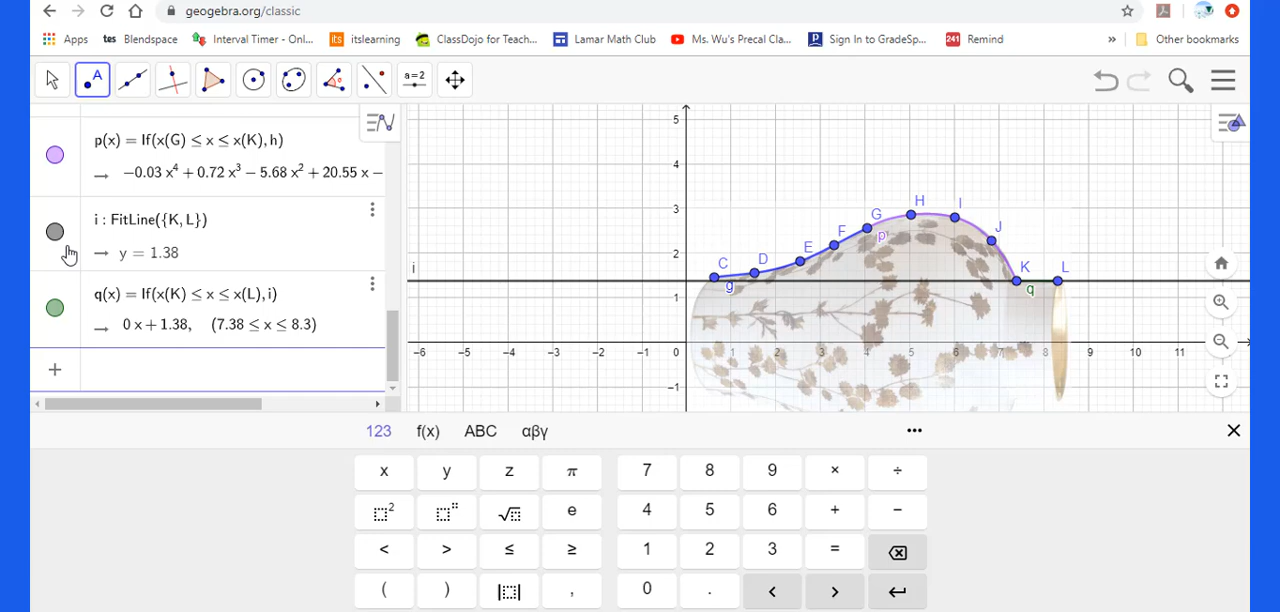 geogebra.org/classic
Apps tes Blendspace Interval Timer - Onl... its itslearning ClassDojo for Teach... Lamar Math Club Ms. Wu's Precal Cla... P Sign In to GradeSp... 241 Remind » Other bookmarks
A a=2
p(x) = If(x(G) ≤ x ≤ x(K), h)
→ −0.03 x⁴ + 0.72 x³ − 5.68 x² + 20.55 x −
i : FitLine({K, L})
→ y = 1.38
q(x) = If(x(K) ≤ x ≤ x(L), i)
→ 0 x + 1.38, (7.38 ≤ x ≤ 8.3)
+
5
4
3
2
1
−1
−6 −5 −4 −3 −2 −1 0 1 2 3 4 5 6 7 8 9 10 11
C D E F G H I J K L
i g p q
123 f(x) ABC αβγ ...
x y z π 7 8 9 × ÷
² √ e 4 5 6 + −
< > ≤ ≥ 1 2 3 =
( ) | | , 0 . < >